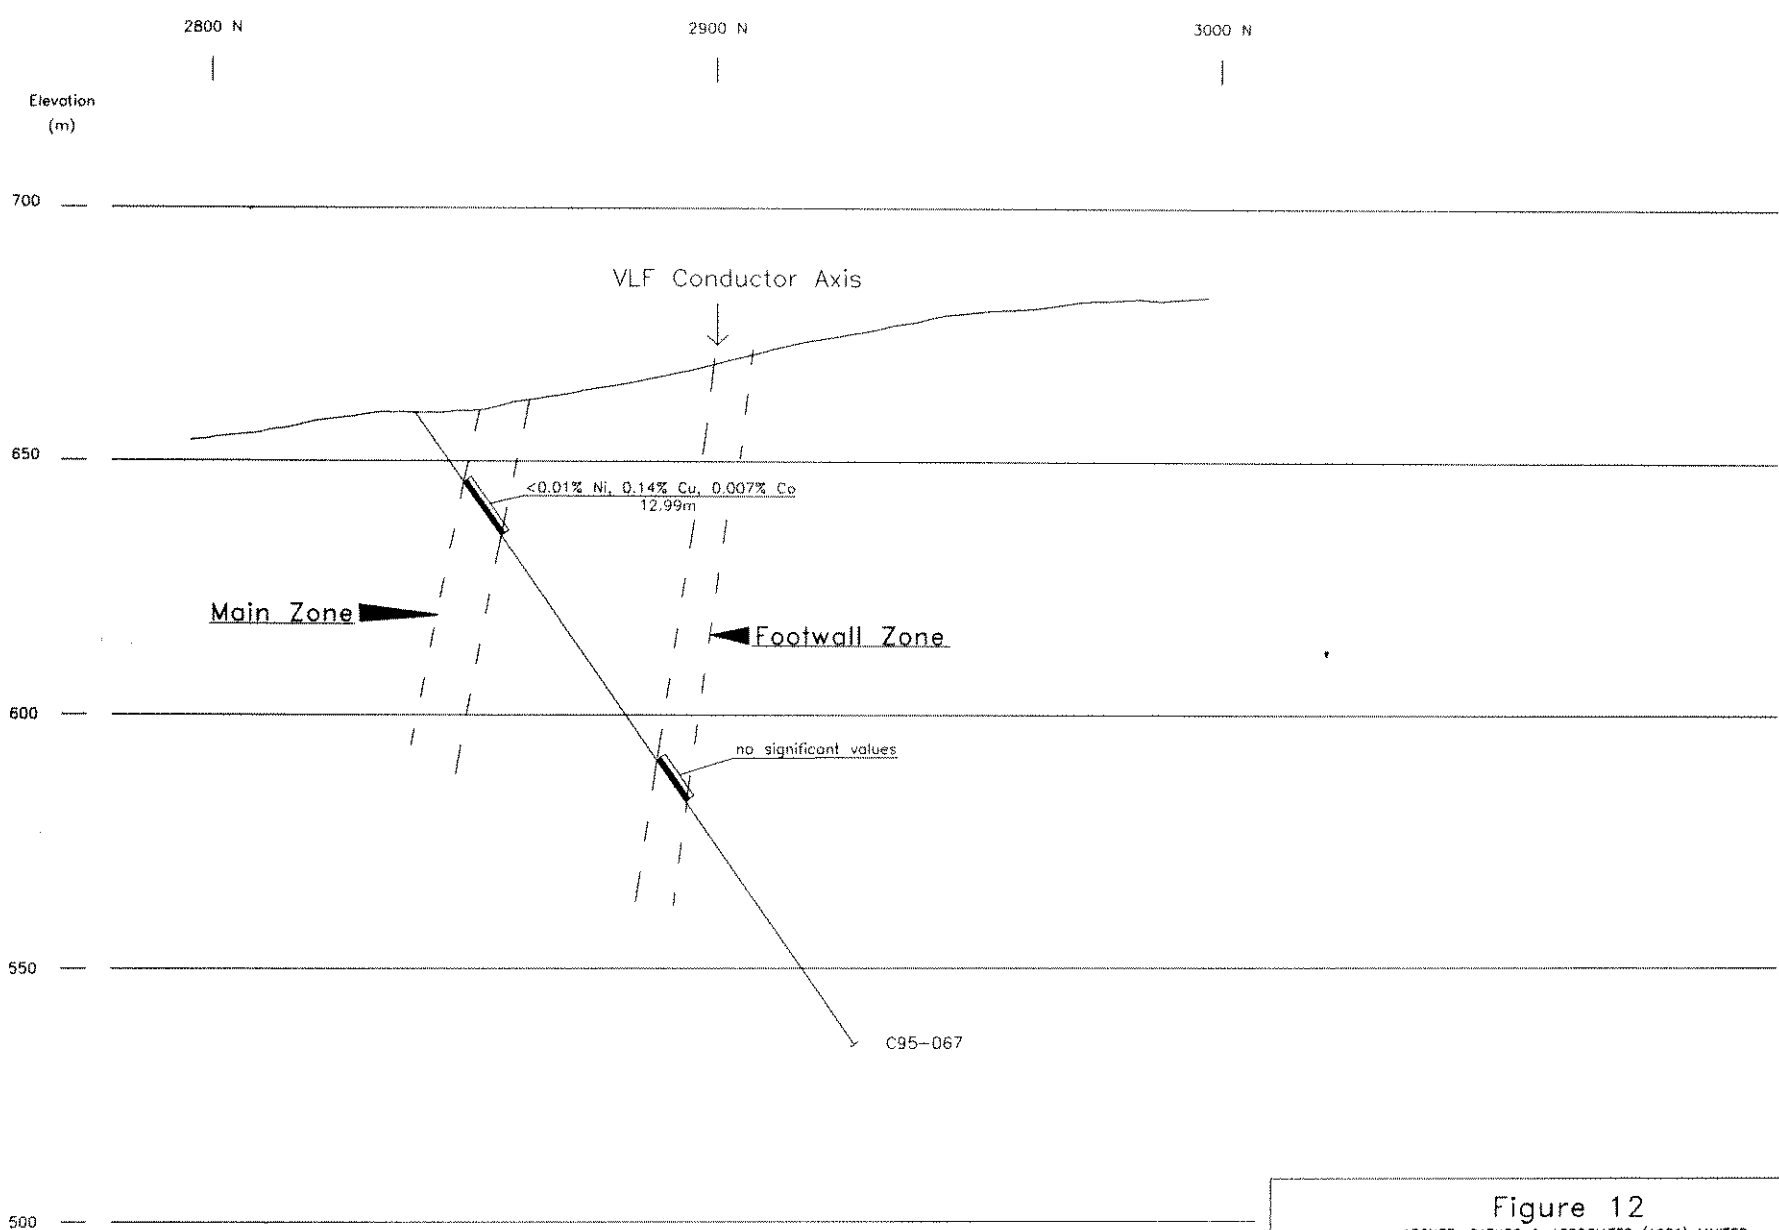 2800 N
2900 N
3000 N
Elevation
(m)
700
VLF Conductor Axis
650
<0.01% Ni, 0.14% Cu, 0.007% Co
12.99m
Main Zone
Footwall Zone
600
no significant values
550
C95-067
Figure 12
500